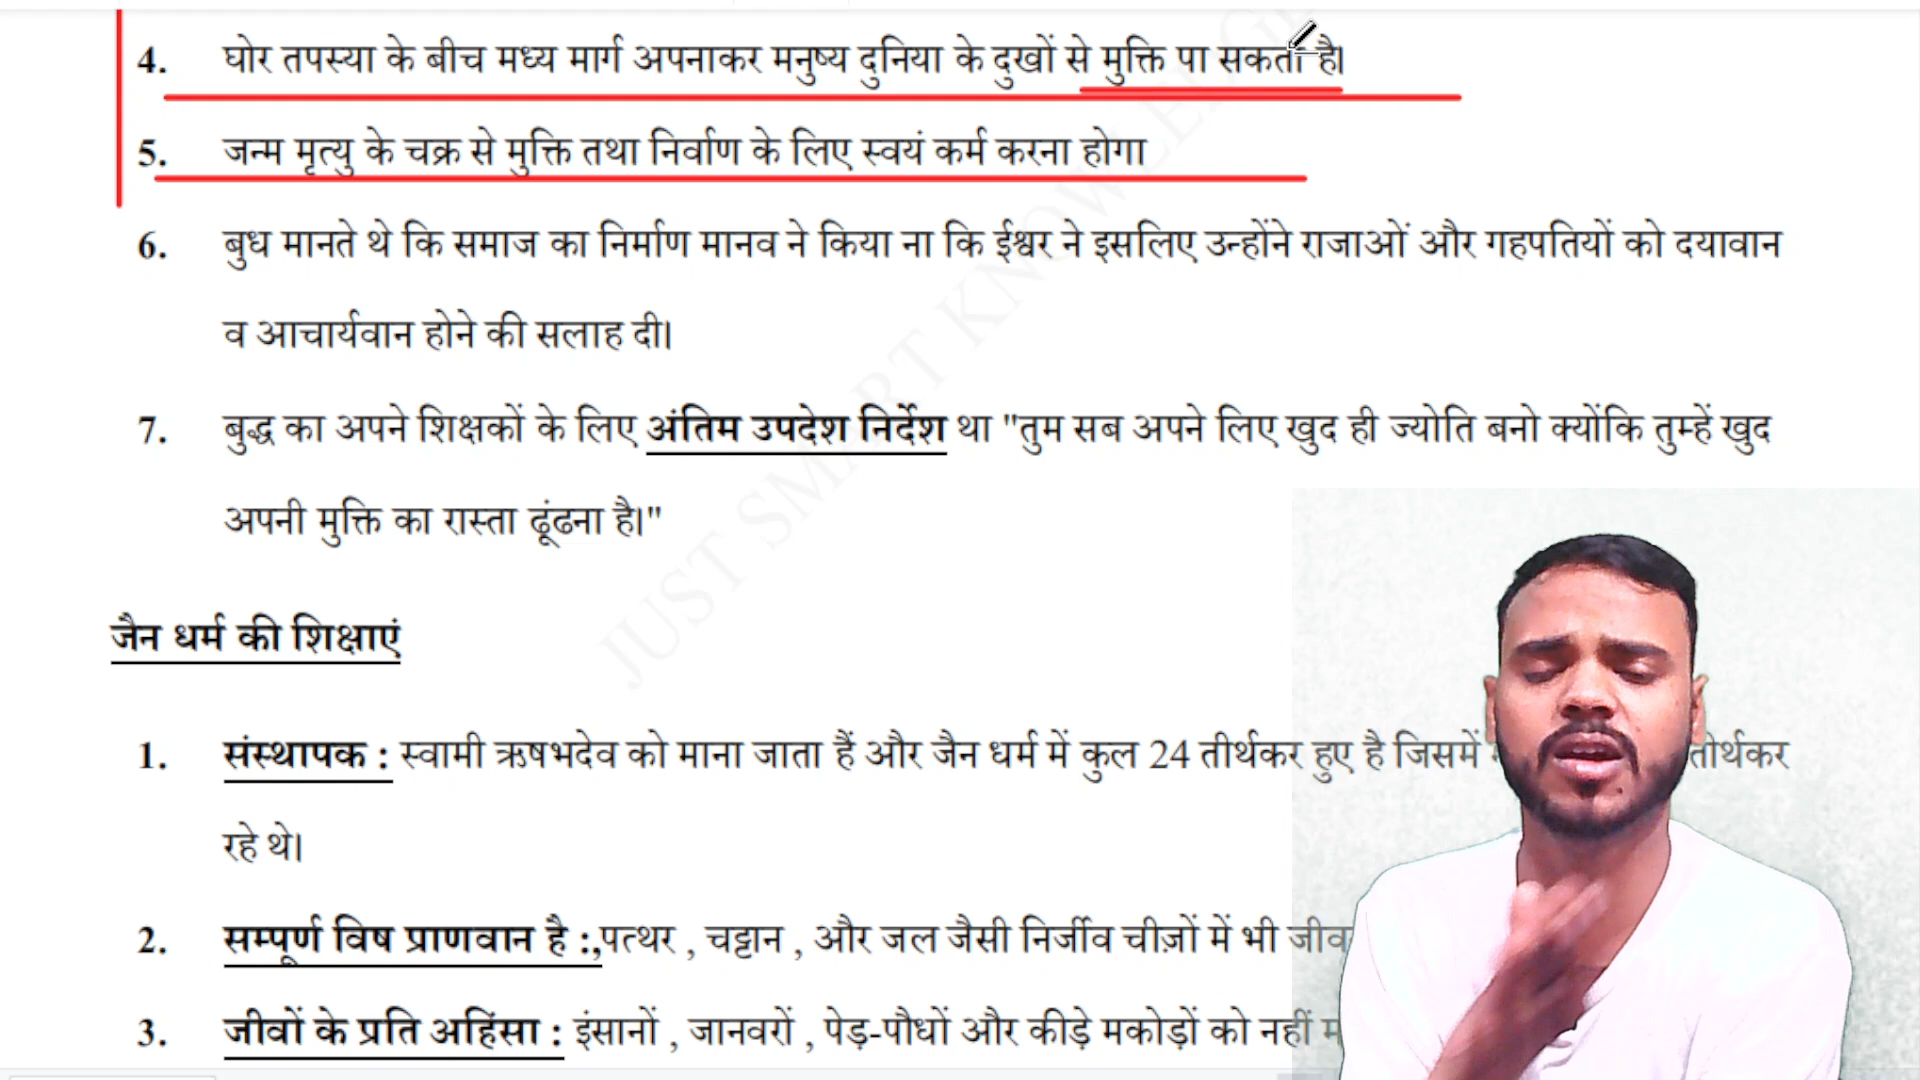 4. घोर तपस्या के बीच मध्य मार्ग अपनाकर मनुष्य दुनिया के दुखों से मुक्ति पा सकता है।
5. जन्म मृत्यु के चक्र से मुक्ति तथा निर्वाण के लिए स्वयं कर्म करना होगा
6. बुध मानते थे कि समाज का निर्माण मानव ने किया ना कि ईश्वर ने इसलिए उन्होंने राजाओं और गहपतियों को दयावान
व आचार्यवान होने की सलाह दी।
7. बुद्ध का अपने शिक्षकों के लिए अंतिम उपदेश निर्देश था "तुम सब अपने लिए खुद ही ज्योति बनो क्योंकि तुम्हें खुद
अपनी मुक्ति का रास्ता ढूंढना है।"
JUST SMART KNOWLEDGE
जैन धर्म की शिक्षाएं
1. संस्थापक : स्वामी ऋषभदेव को माना जाता हैं और जैन धर्म में कुल 24 तीर्थकर हुए है जिसमें तीर्थकर
रहे थे।
2. सम्पूर्ण विष प्राणवान है :,पत्थर , चट्टान , और जल जैसी निर्जीव चीज़ों में भी
3. जीवों के प्रति अहिंसा : इंसानों , जानवरों , पेड़-पौधों और कीड़े मकोड़ों को नहीं